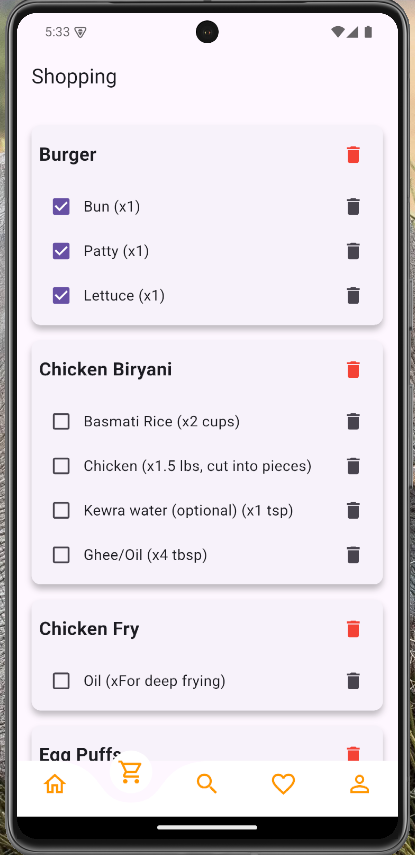 5:33
Shopping
Burger
Bun (x1)
Patty (x1)
Lettuce (x1)
Chicken Biryani
Basmati Rice (x2 cups)
Chicken (x1.5 lbs, cut into pieces)
Kewra water (optional) (x1 tsp)
Ghee/Oil (x4 tbsp)
Chicken Fry
Oil (xFor deep frying)
Egg Puffs